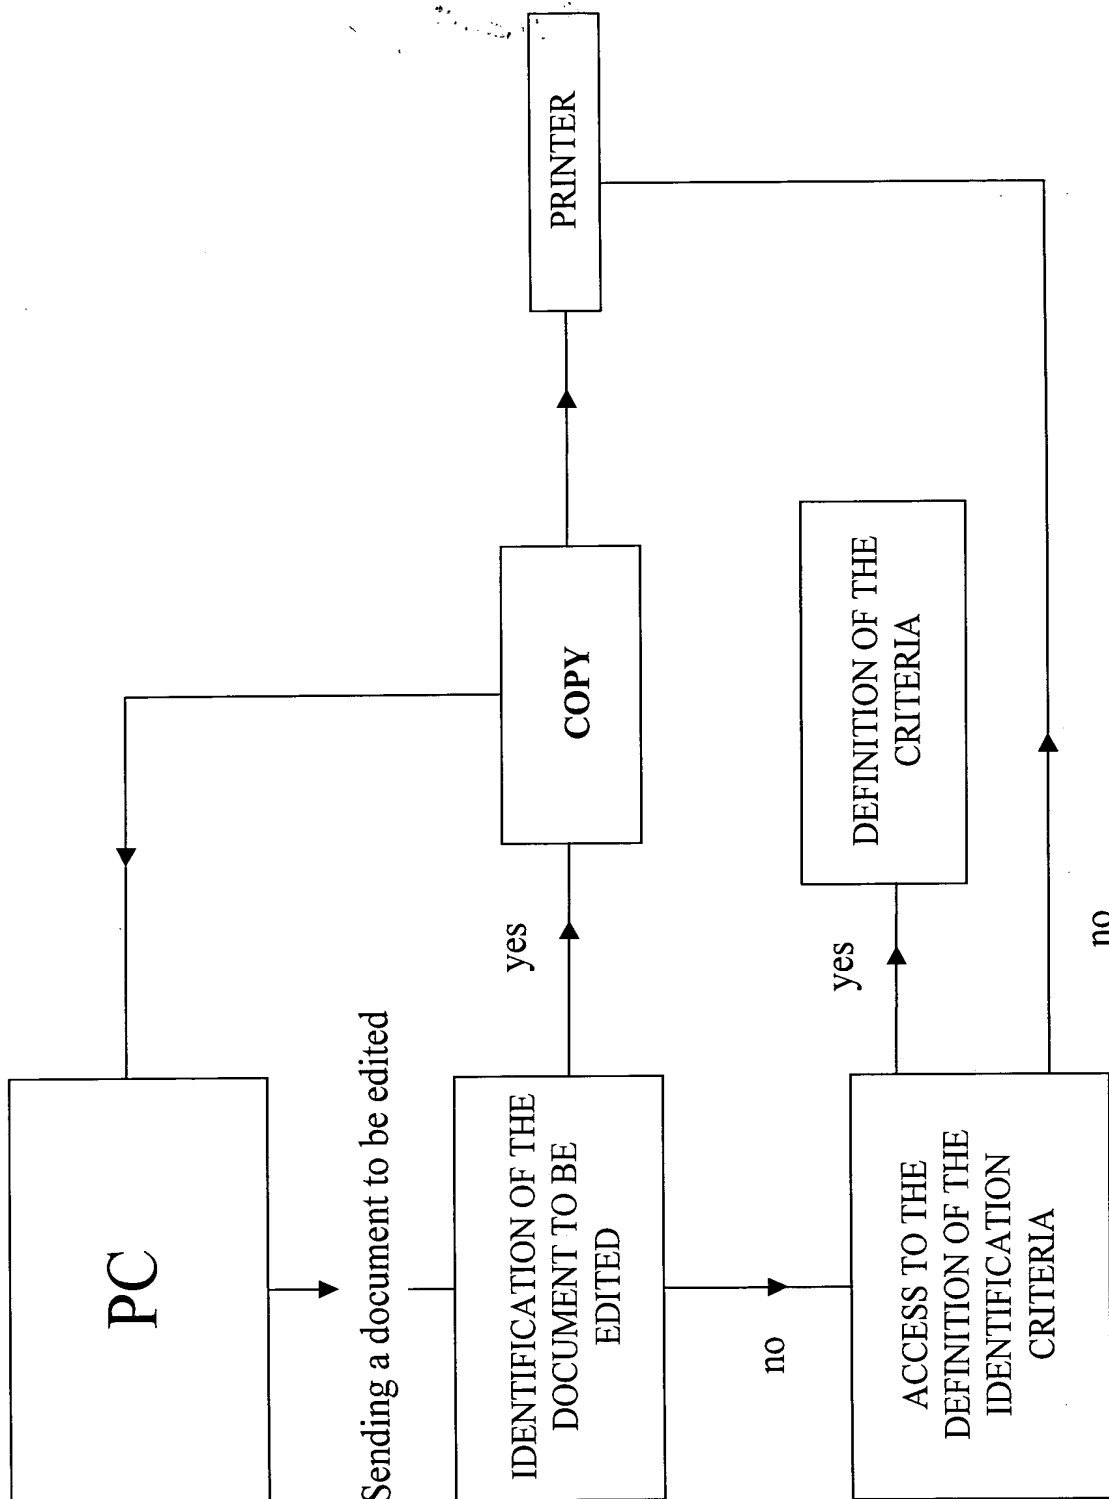 PC
Sending a document to be edited
IDENTIFICATION OF THE
DOCUMENT TO BE
EDITED
yes
COPY
PRINTER
no
ACCESS TO THE
DEFINITION OF THE
IDENTIFICATION
CRITERIA
yes
DEFINITION OF THE
CRITERIA
no